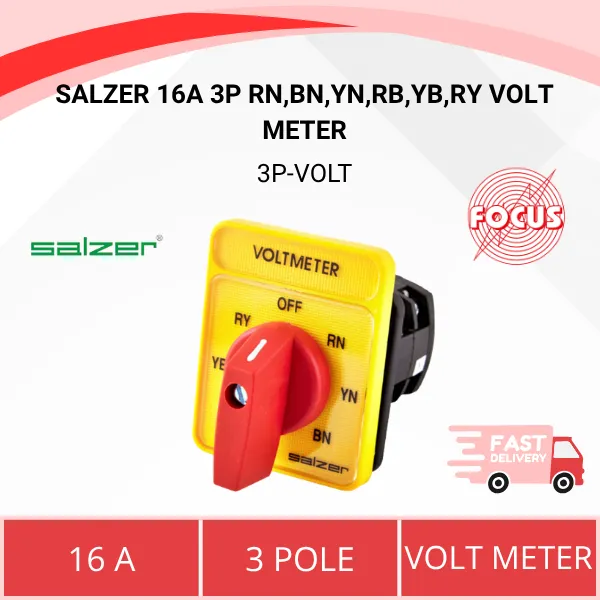 SALZER 16A 3P RN,BN,YN,RB,YB,RY VOLT
METER
3P-VOLT
salzer®
FOCUS
VOLTMETER
OFF
RY
RN
YN
BN
salzer
FAST
DELIVERY
16 A
3 POLE
VOLT METER